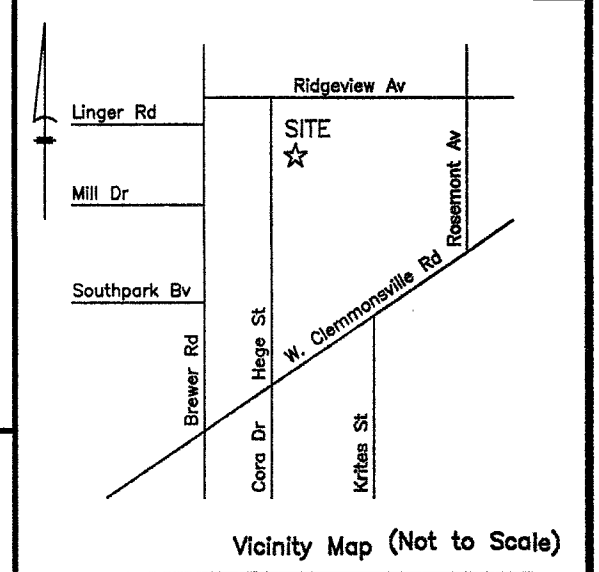 Ridgeview Av
Linger Rd
SITE
Rosemont Av
Mill Dr
W. Clemmonsville Rd
Southpark Bv
Hege St
Brewer Rd
Cora Dr
Krites St
Vicinity Map (Not to Scale)